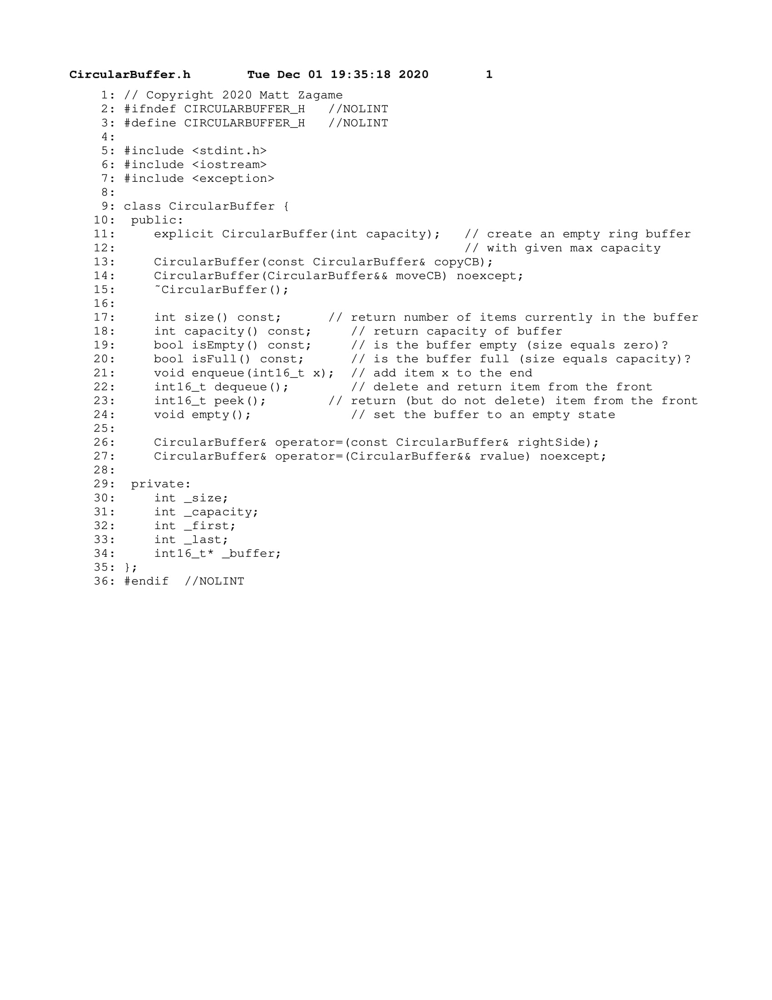 CircularBuffer.h        Tue Dec 01 19:35:18 2020        1
1: // Copyright 2020 Matt Zagame
2: #ifndef CIRCULARBUFFER_H   //NOLINT
3: #define CIRCULARBUFFER_H   //NOLINT
4:
5: #include <stdint.h>
6: #include <iostream>
7: #include <exception>
8:
9: class CircularBuffer {
10:  public:
11:     explicit CircularBuffer(int capacity);   // create an empty ring buffer
12:                                              // with given max capacity
13:     CircularBuffer(const CircularBuffer& copyCB);
14:     CircularBuffer(CircularBuffer&& moveCB) noexcept;
15:     ~CircularBuffer();
16:
17:     int size() const;      // return number of items currently in the buffer
18:     int capacity() const;     // return capacity of buffer
19:     bool isEmpty() const;     // is the buffer empty (size equals zero)?
20:     bool isFull() const;      // is the buffer full (size equals capacity)?
21:     void enqueue(int16_t x);  // add item x to the end
22:     int16_t dequeue();        // delete and return item from the front
23:     int16_t peek();        // return (but do not delete) item from the front
24:     void empty();             // set the buffer to an empty state
25:
26:     CircularBuffer& operator=(const CircularBuffer& rightSide);
27:     CircularBuffer& operator=(CircularBuffer&& rvalue) noexcept;
28:
29:  private:
30:     int _size;
31:     int _capacity;
32:     int _first;
33:     int _last;
34:     int16_t* _buffer;
35: };
36: #endif  //NOLINT